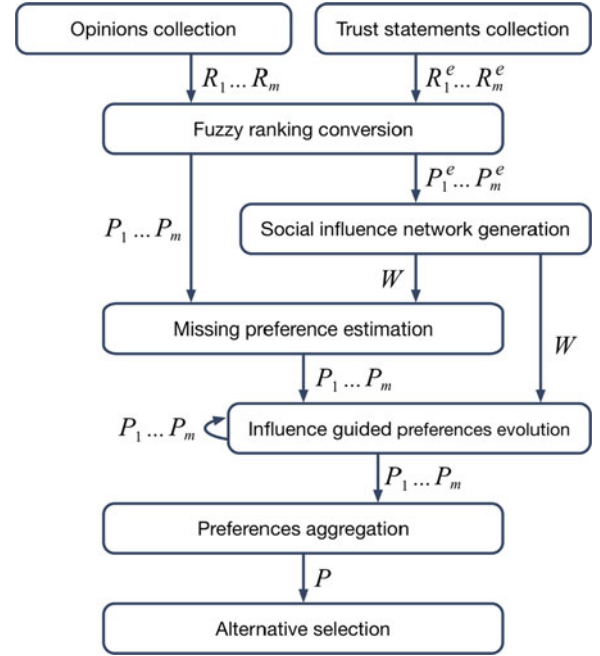 Opinions collection
Trust statements collection
R₁ ... Rₘ
R₁ᵉ ... Rₘᵉ
Fuzzy ranking conversion
P₁ᵉ ... Pₘᵉ
P₁ ... Pₘ
Social influence network generation
W
Missing preference estimation
W
P₁ ... Pₘ
P₁ ... Pₘ
Influence guided preferences evolution
P₁ ... Pₘ
Preferences aggregation
P
Alternative selection